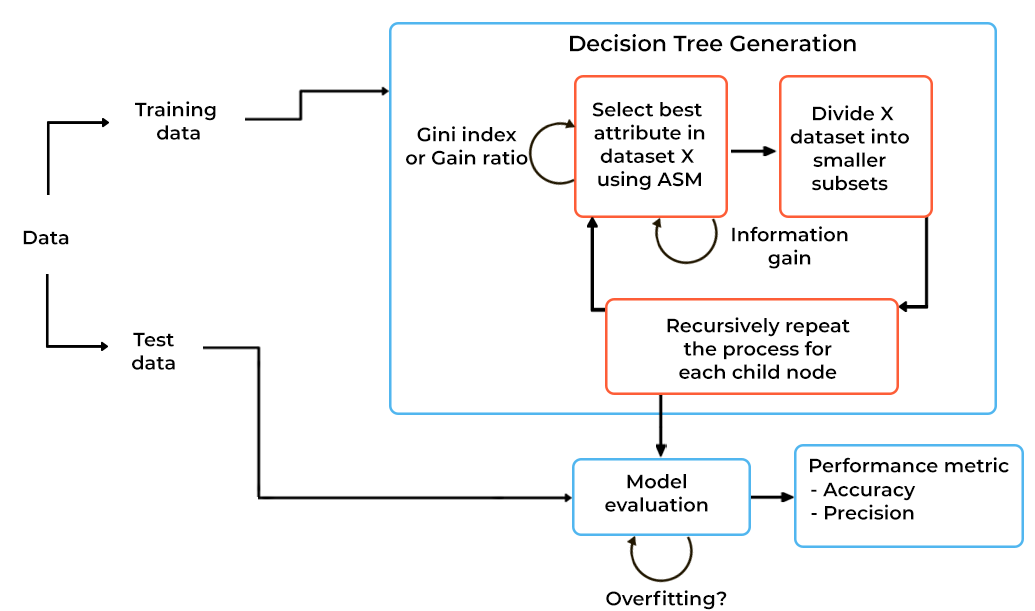 Decision Tree Generation
Training
data
Gini index
or Gain ratio
Select best
attribute in
dataset X
using ASM
Divide X
dataset into
smaller
subsets
Data
Information
gain
Test
data
Recursively repeat
the process for
each child node
Model
evaluation
Performance metric
- Accuracy
- Precision
Overfitting?